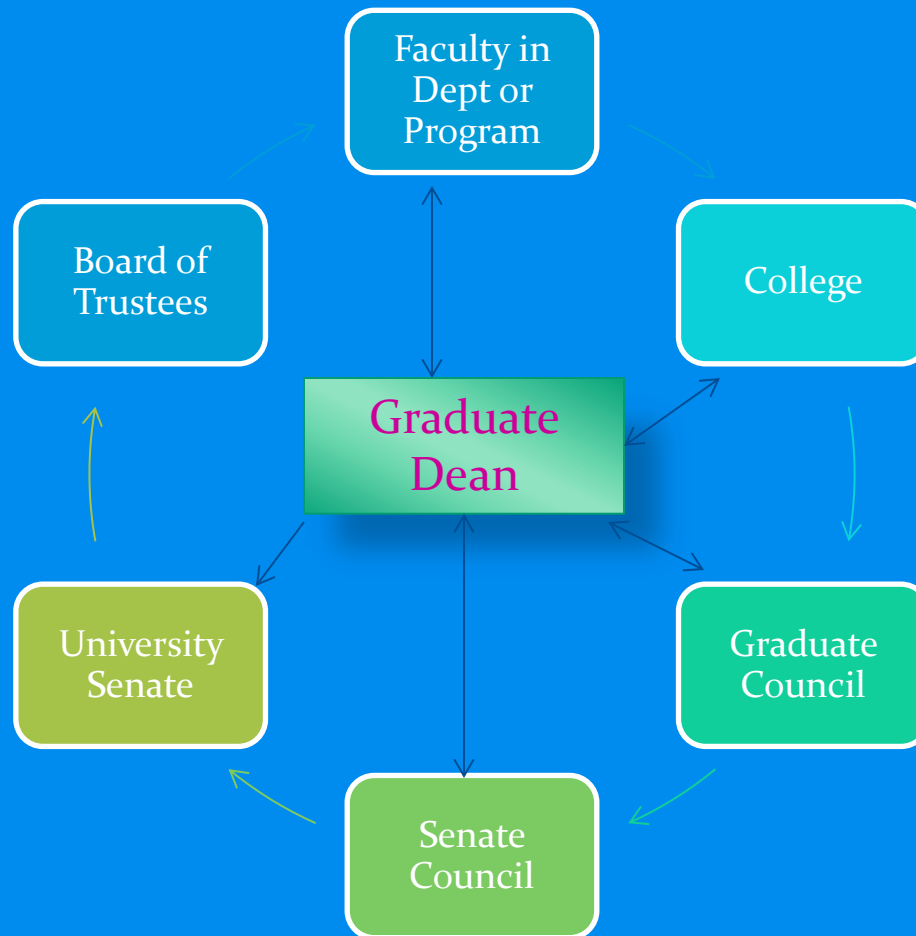 Faculty in
Dept or
Program
Board of
Trustees
College
Graduate
Dean
University
Senate
Graduate
Council
Senate
Council